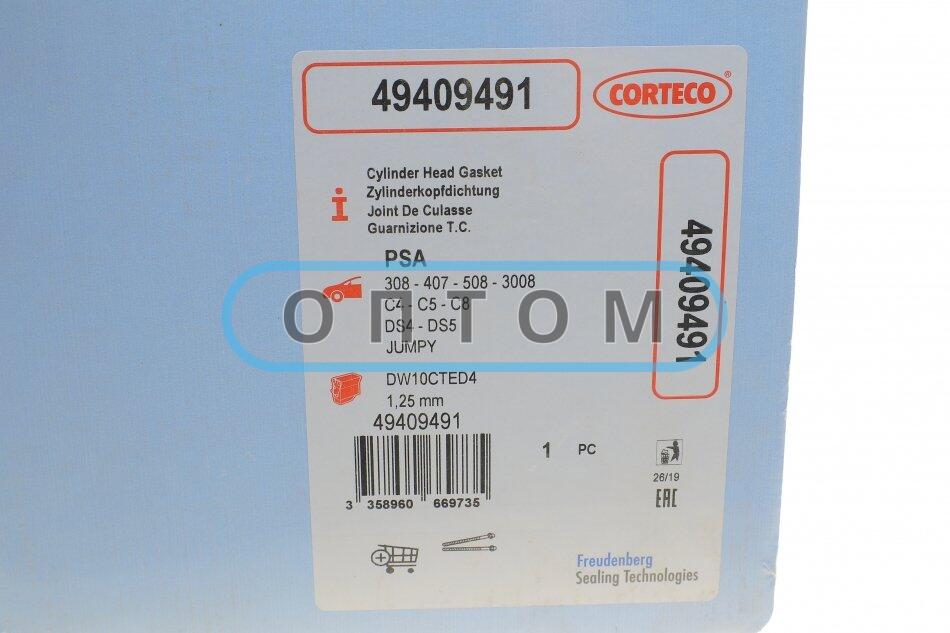 49409491
CORTECO®
Cylinder Head Gasket
Zylinderkopfdichtung
Joint De Culasse
Guarnizione T.C.
PSA
308 - 407 - 508 - 3008
C4 - C5 - C8
DS4 - DS5
JUMPY
ОПТОМ
49409491
DW10CTED4
1,25 mm
49409491
1 PC
3 358960 669735
26/19
EAC
Freudenberg
Sealing Technologies